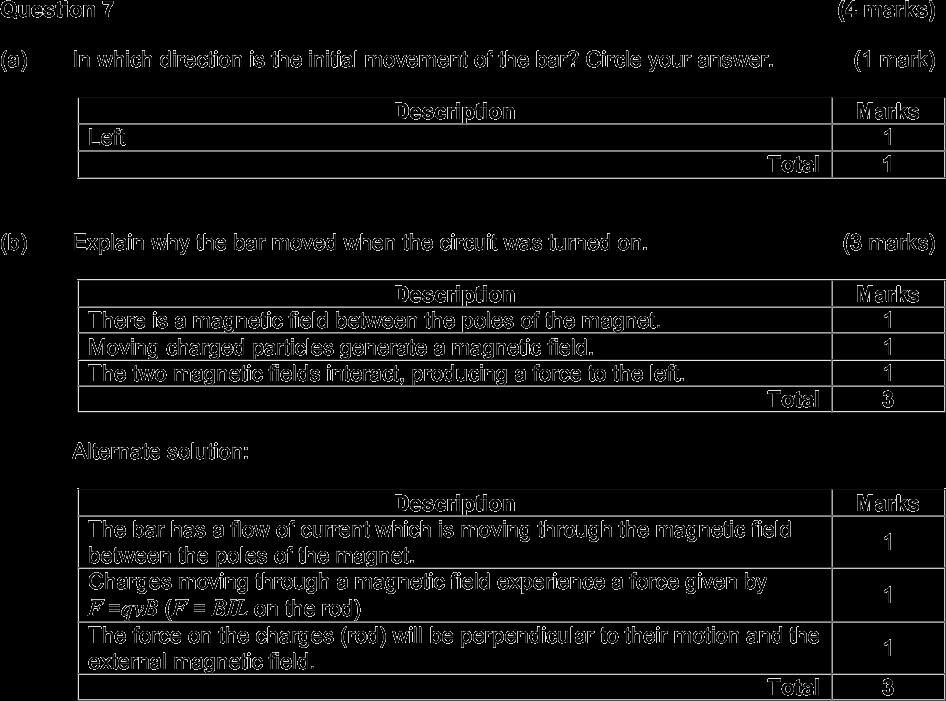 Question 7 (4 marks)
(a) In which direction is the initial movement of the bar? Circle your answer. (1 mark)
Description Marks
Left 1
Total 1
(b) Explain why the bar moved when the circuit was turned on. (3 marks)
Description Marks
There is a magnetic field between the poles of the magnet. 1
Moving charged particles generate a magnetic field. 1
The two magnetic fields interact, producing a force to the left. 1
Total 3
Alternate solution:
Description Marks
The bar has a flow of current which is moving through the magnetic field
between the poles of the magnet. 1
Charges moving through a magnetic field experience a force given by
F =qvB (F = BIL on the rod) 1
The force on the charges (rod) will be perpendicular to their motion and the
external magnetic field. 1
Total 3